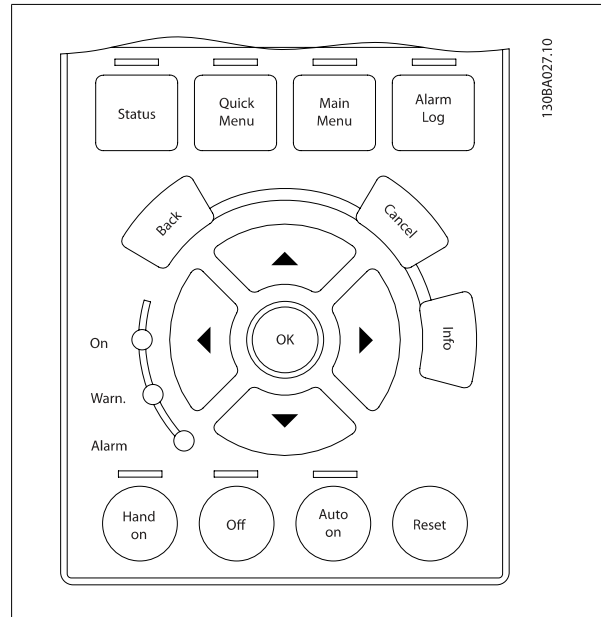 130BA027.10
Status
Quick
Menu
Main
Menu
Alarm
Log
Back
Cancel
Info
OK
On
Warn.
Alarm
Hand
on
Off
Auto
on
Reset